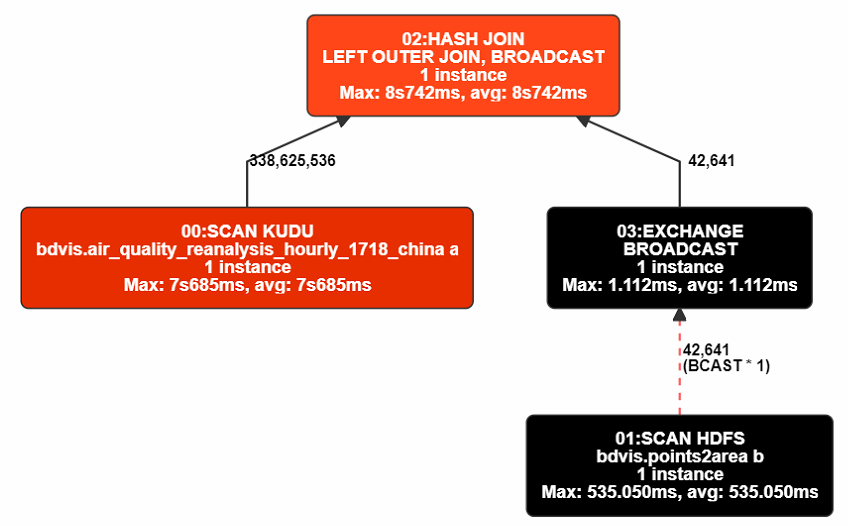 02:HASH JOIN
LEFT OUTER JOIN, BROADCAST
1 instance
Max: 8s742ms, avg: 8s742ms
338,625,536
42,641
00:SCAN KUDU
bdvis.air_quality_reanalysis_hourly_1718_china a
1 instance
Max: 7s685ms, avg: 7s685ms
03:EXCHANGE
BROADCAST
1 instance
Max: 1.112ms, avg: 1.112ms
42,641
(BCAST * 1)
01:SCAN HDFS
bdvis.points2area b
1 instance
Max: 535.050ms, avg: 535.050ms